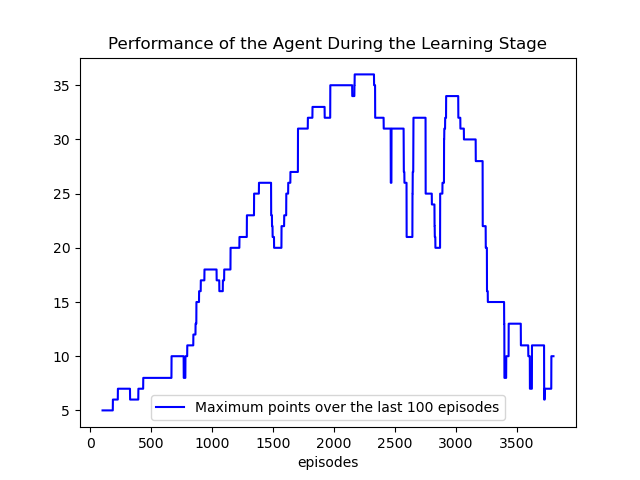 Performance of the Agent During the Learning Stage
35
30
25
20
15
10
5
Maximum points over the last 100 episodes
0 500 1000 1500 2000 2500 3000 3500
episodes